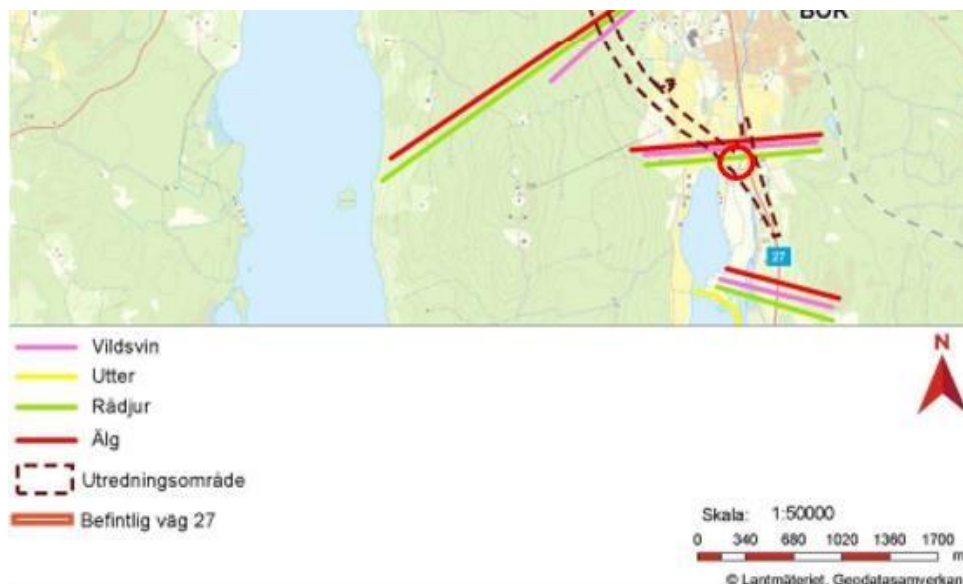 BOR
27
Vildsvin
Utter
Rådjur
Älg
Utredningsområde
Befintlig väg 27
N
Skala: 1:50000
0 340 680 1020 1360 1700
m
© Lantmäteriet, Geodatasamverkan